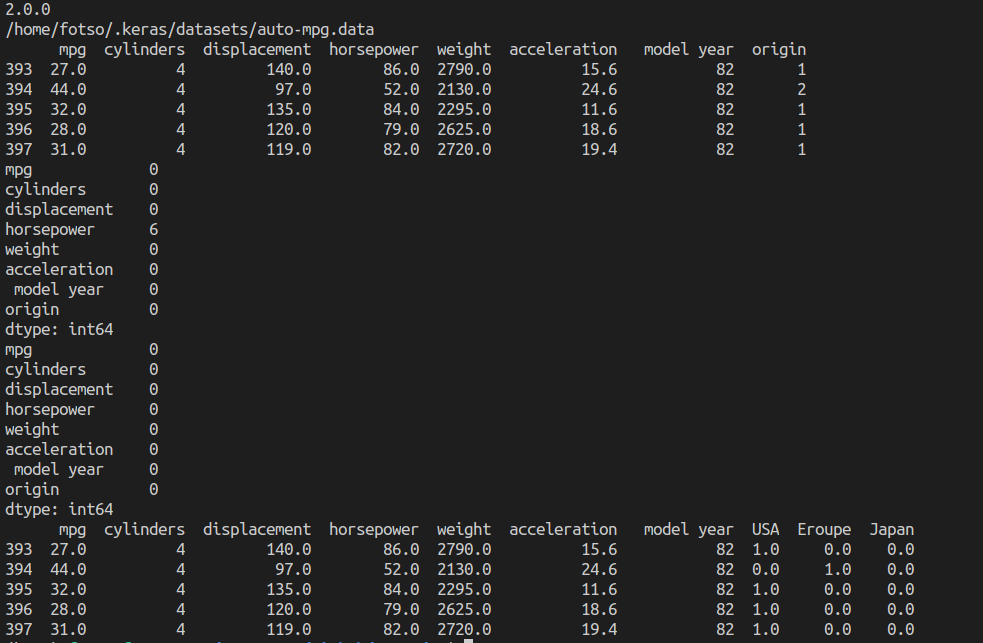 2.0.0
/home/fotso/.keras/datasets/auto-mpg.data
mpg cylinders displacement horsepower weight acceleration model year origin
393 27.0 4 140.0 86.0 2790.0 15.6 82 1
394 44.0 4 97.0 52.0 2130.0 24.6 82 2
395 32.0 4 135.0 84.0 2295.0 11.6 82 1
396 28.0 4 120.0 79.0 2625.0 18.6 82 1
397 31.0 4 119.0 82.0 2720.0 19.4 82 1
mpg 0
cylinders 0
displacement 0
horsepower 6
weight 0
acceleration 0
model year 0
origin 0
dtype: int64
mpg 0
cylinders 0
displacement 0
horsepower 0
weight 0
acceleration 0
model year 0
origin 0
dtype: int64
mpg cylinders displacement horsepower weight acceleration model year USA Eroupe Japan
393 27.0 4 140.0 86.0 2790.0 15.6 82 1.0 0.0 0.0
394 44.0 4 97.0 52.0 2130.0 24.6 82 0.0 1.0 0.0
395 32.0 4 135.0 84.0 2295.0 11.6 82 1.0 0.0 0.0
396 28.0 4 120.0 79.0 2625.0 18.6 82 1.0 0.0 0.0
397 31.0 4 119.0 82.0 2720.0 19.4 82 1.0 0.0 0.0